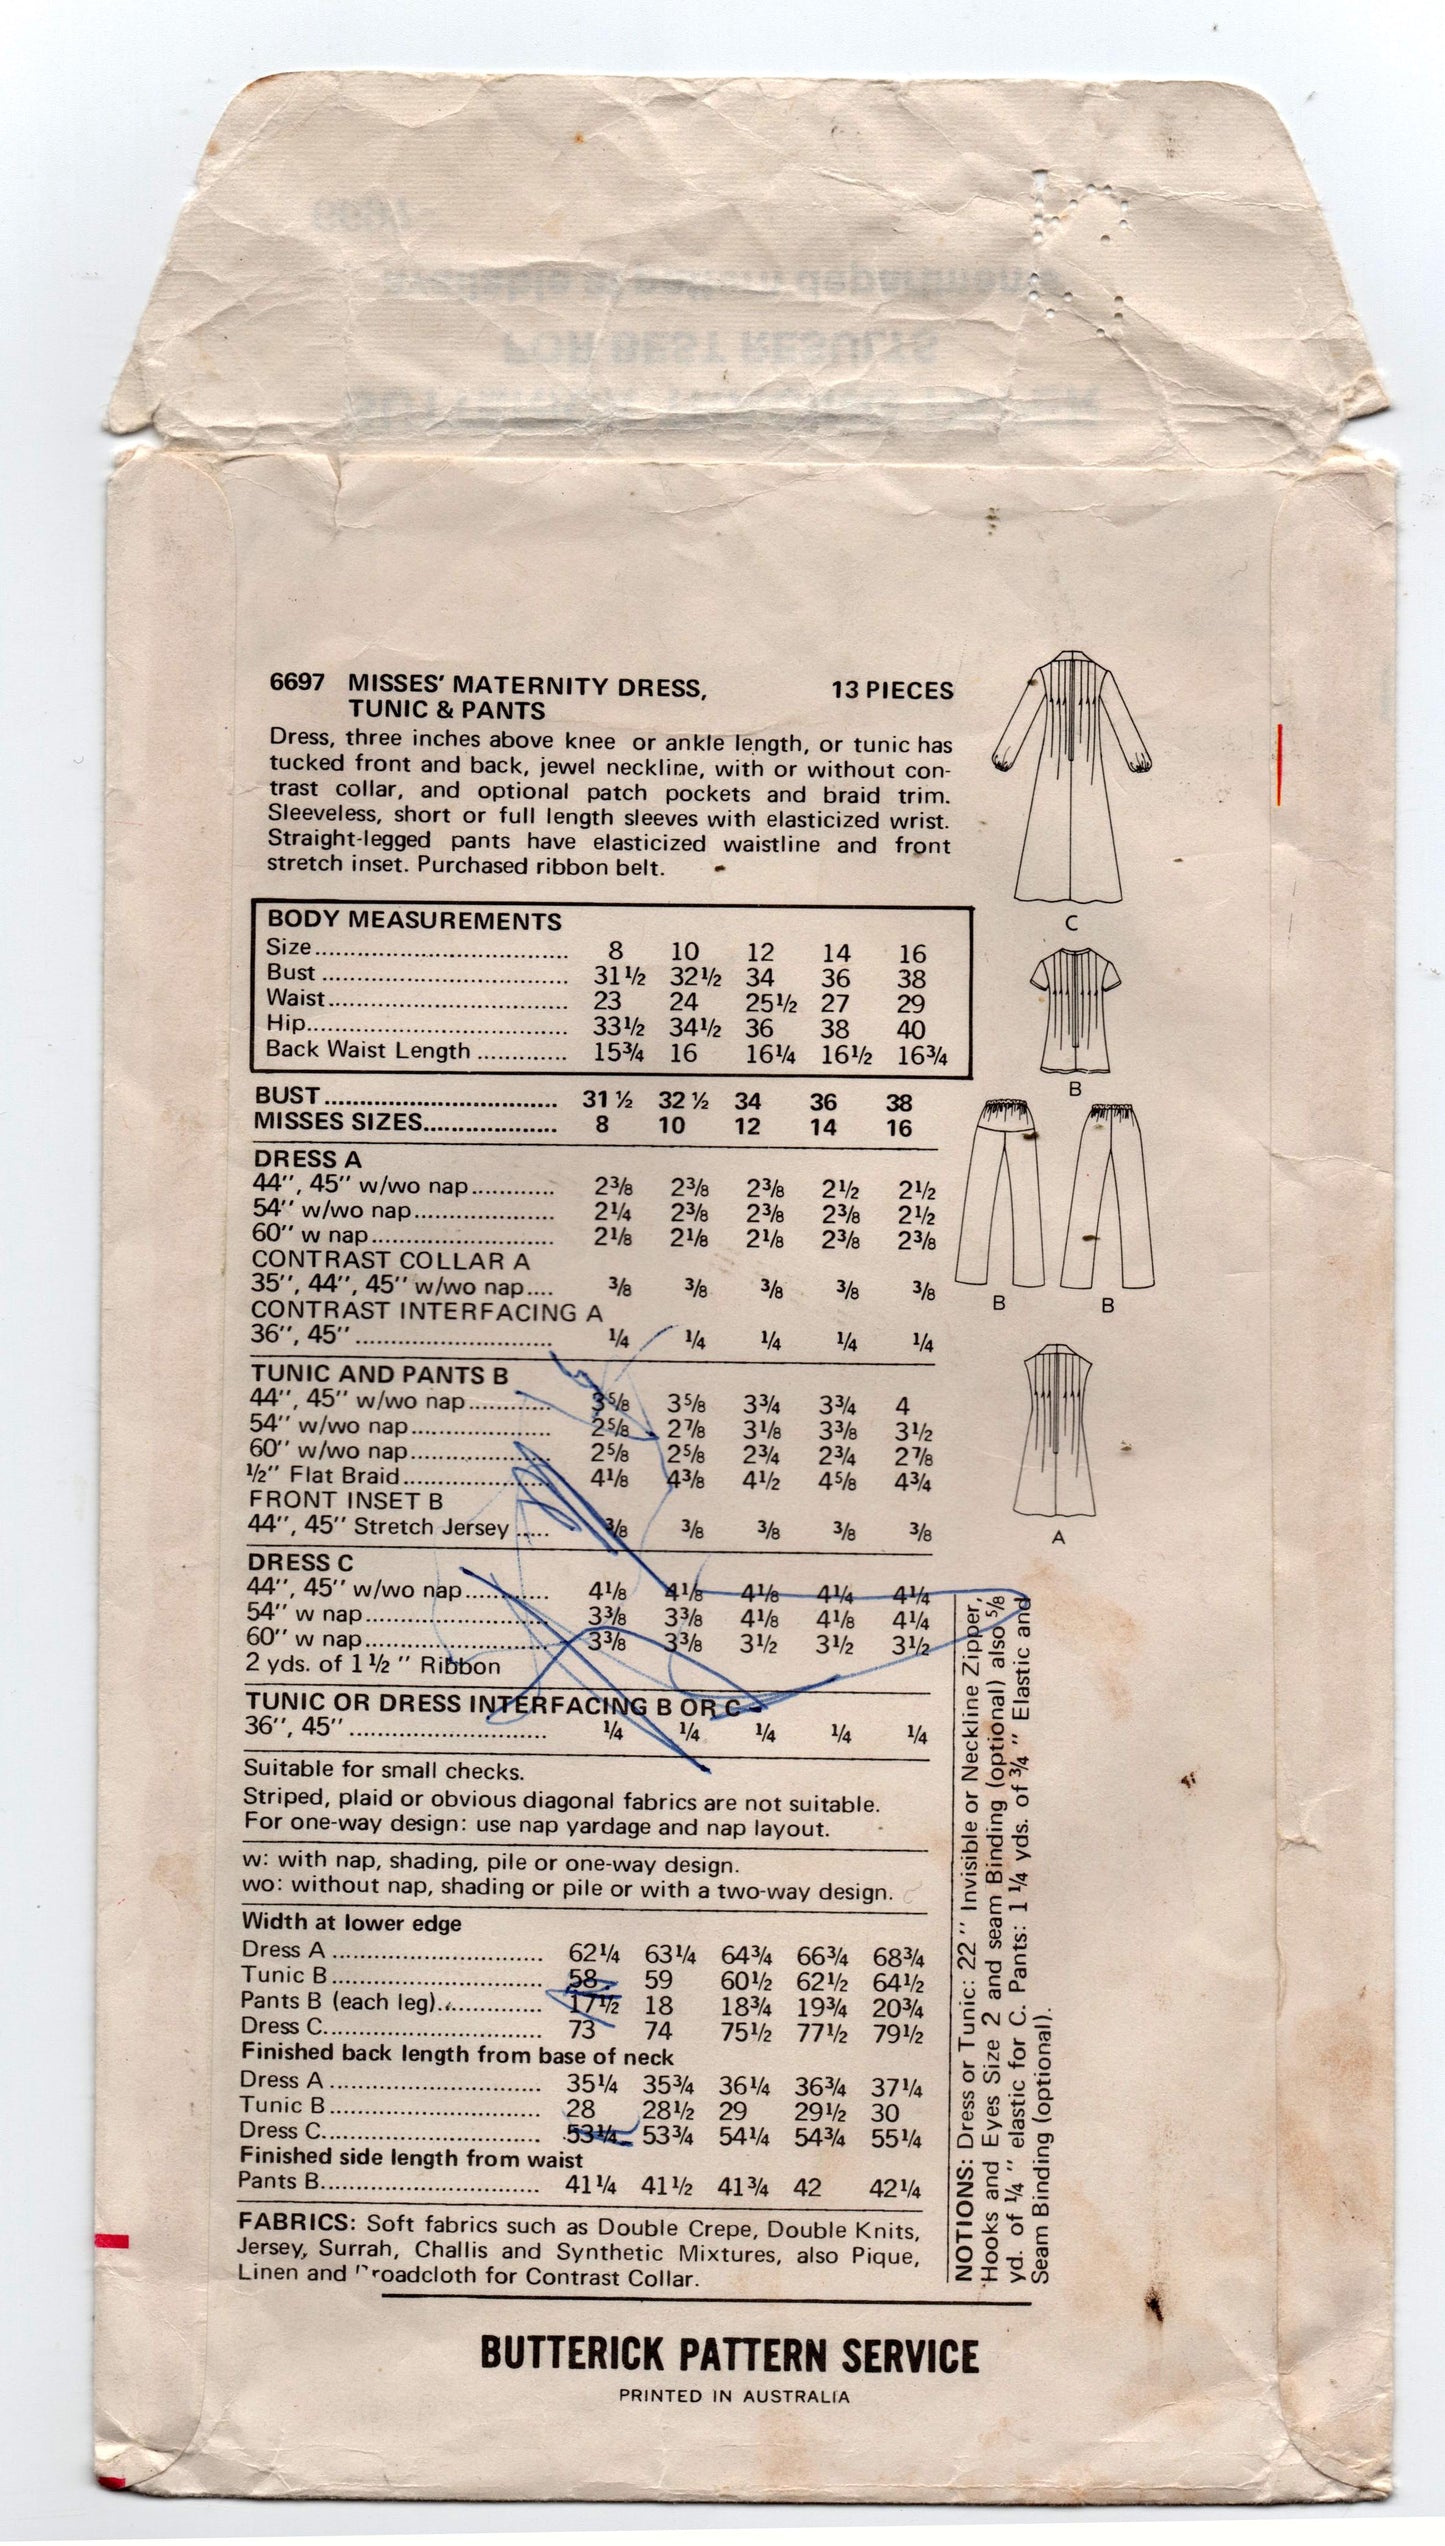 6697 MISSES' MATERNITY DRESS, 13 PIECES
TUNIC & PANTS
Dress, three inches above knee or ankle length, or tunic has
tucked front and back, jewel neckline, with or without con-
trast collar, and optional patch pockets and braid trim.
Sleeveless, short or full length sleeves with elasticized wrist.
Straight-legged pants have elasticized waistline and front
stretch inset. Purchased ribbon belt.
BODY MEASUREMENTS
Size 8 10 12 14 16
Bust 31½ 32½ 34 36 38
Waist 23 24 25½ 27 29
Hip 33½ 34½ 36 38 40
Back Waist Length 15¾ 16 16¼ 16½ 16¾
BUST 31 ½ 32 ½ 34 36 38
MISSES SIZES 8 10 12 14 16
DRESS A
44", 45" w/wo nap 2⅜ 2⅜ 2⅜ 2½ 2½
54" w/wo nap 2¼ 2⅜ 2⅜ 2⅜ 2½
60" w nap 2⅛ 2⅛ 2⅛ 2⅜ 2⅜
CONTRAST COLLAR A
35", 44", 45" w/wo nap ⅜ ⅜ ⅜ ⅜ ⅜
CONTRAST INTERFACING A
36", 45" ¼ ¼ ¼ ¼ ¼
TUNIC AND PANTS B
44", 45" w/wo nap 3⅝ 3⅝ 3¾ 3¾ 4
54" w/wo nap 2⅝ 2⅞ 3⅛ 3⅜ 3½
60" w/wo nap 2⅝ 2⅝ 2¾ 2¾ 2⅞
½" Flat Braid 4⅛ 4⅜ 4½ 4⅝ 4¾
FRONT INSET B
44", 45" Stretch Jersey ⅜ ⅜ ⅜ ⅜ ⅜
DRESS C
44", 45" w/wo nap 4⅛ 4⅛ 4⅛ 4¼ 4¼
54" w nap 3⅜ 3⅜ 4⅛ 4⅛ 4¼
60" w nap 3⅜ 3⅜ 3½ 3½ 3½
2 yds. of 1½" Ribbon
TUNIC OR DRESS INTERFACING B OR C
36", 45" ¼ ¼ ¼ ¼ ¼
Suitable for small checks.
Striped, plaid or obvious diagonal fabrics are not suitable.
For one-way design: use nap yardage and nap layout.
w: with nap, shading, pile or one-way design.
wo: without nap, shading or pile or with a two-way design.
Width at lower edge
Dress A 62¼ 63¼ 64¾ 66¾ 68¾
Tunic B 58 59 60½ 62½ 64½
Pants B (each leg) 17½ 18 18¾ 19¾ 20¾
Dress C 73 74 75½ 77½ 79½
Finished back length from base of neck
Dress A 35¼ 35¾ 36¼ 36¾ 37¼
Tunic B 28 28½ 29 29½ 30
Dress C 53¼ 53¾ 54¼ 54¾ 55¼
Finished side length from waist
Pants B 41¼ 41½ 41¾ 42 42¼
FABRICS: Soft fabrics such as Double Crepe, Double Knits,
Jersey, Surrah, Challis and Synthetic Mixtures, also Pique,
Linen and Broadcloth for Contrast Collar.
C
B
B
B
A
NOTIONS: Dress or Tunic: 22" Invisible or Neckline Zipper,
Hooks and Eyes Size 2 and seam Binding (optional) also ⅝
yd. of ¼" elastic for C. Pants: 1 ¼ yds. of ¾" Elastic and
Seam Binding (optional).
BUTTERICK PATTERN SERVICE
PRINTED IN AUSTRALIA